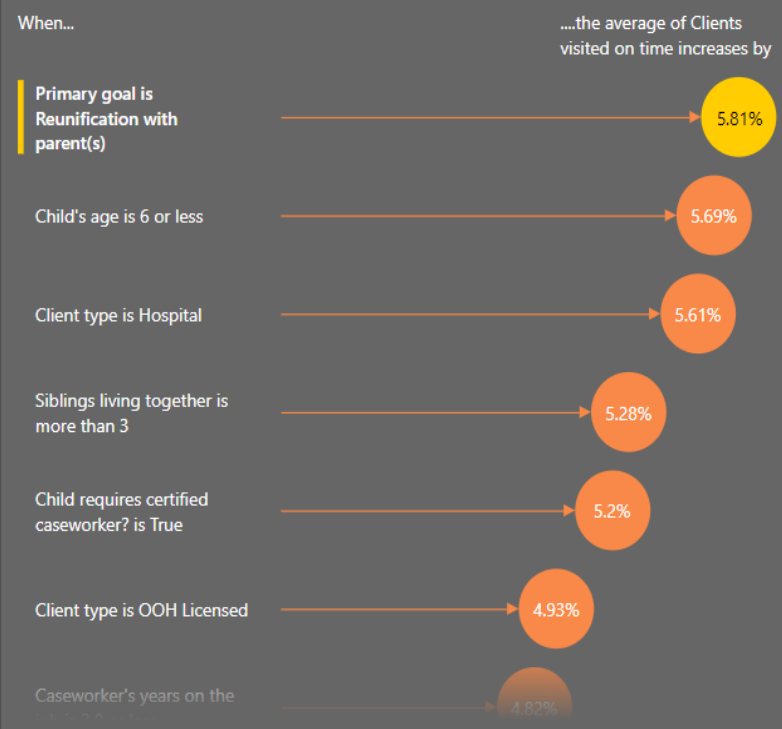 When...
....the average of Clients
visited on time increases by
Primary goal is
Reunification with
parent(s)
5.81%
Child's age is 6 or less
5.69%
Client type is Hospital
5.61%
Siblings living together is
more than 3
5.28%
Child requires certified
caseworker? is True
5.2%
Client type is OOH Licensed
4.93%
Caseworker's years on the
4.82%